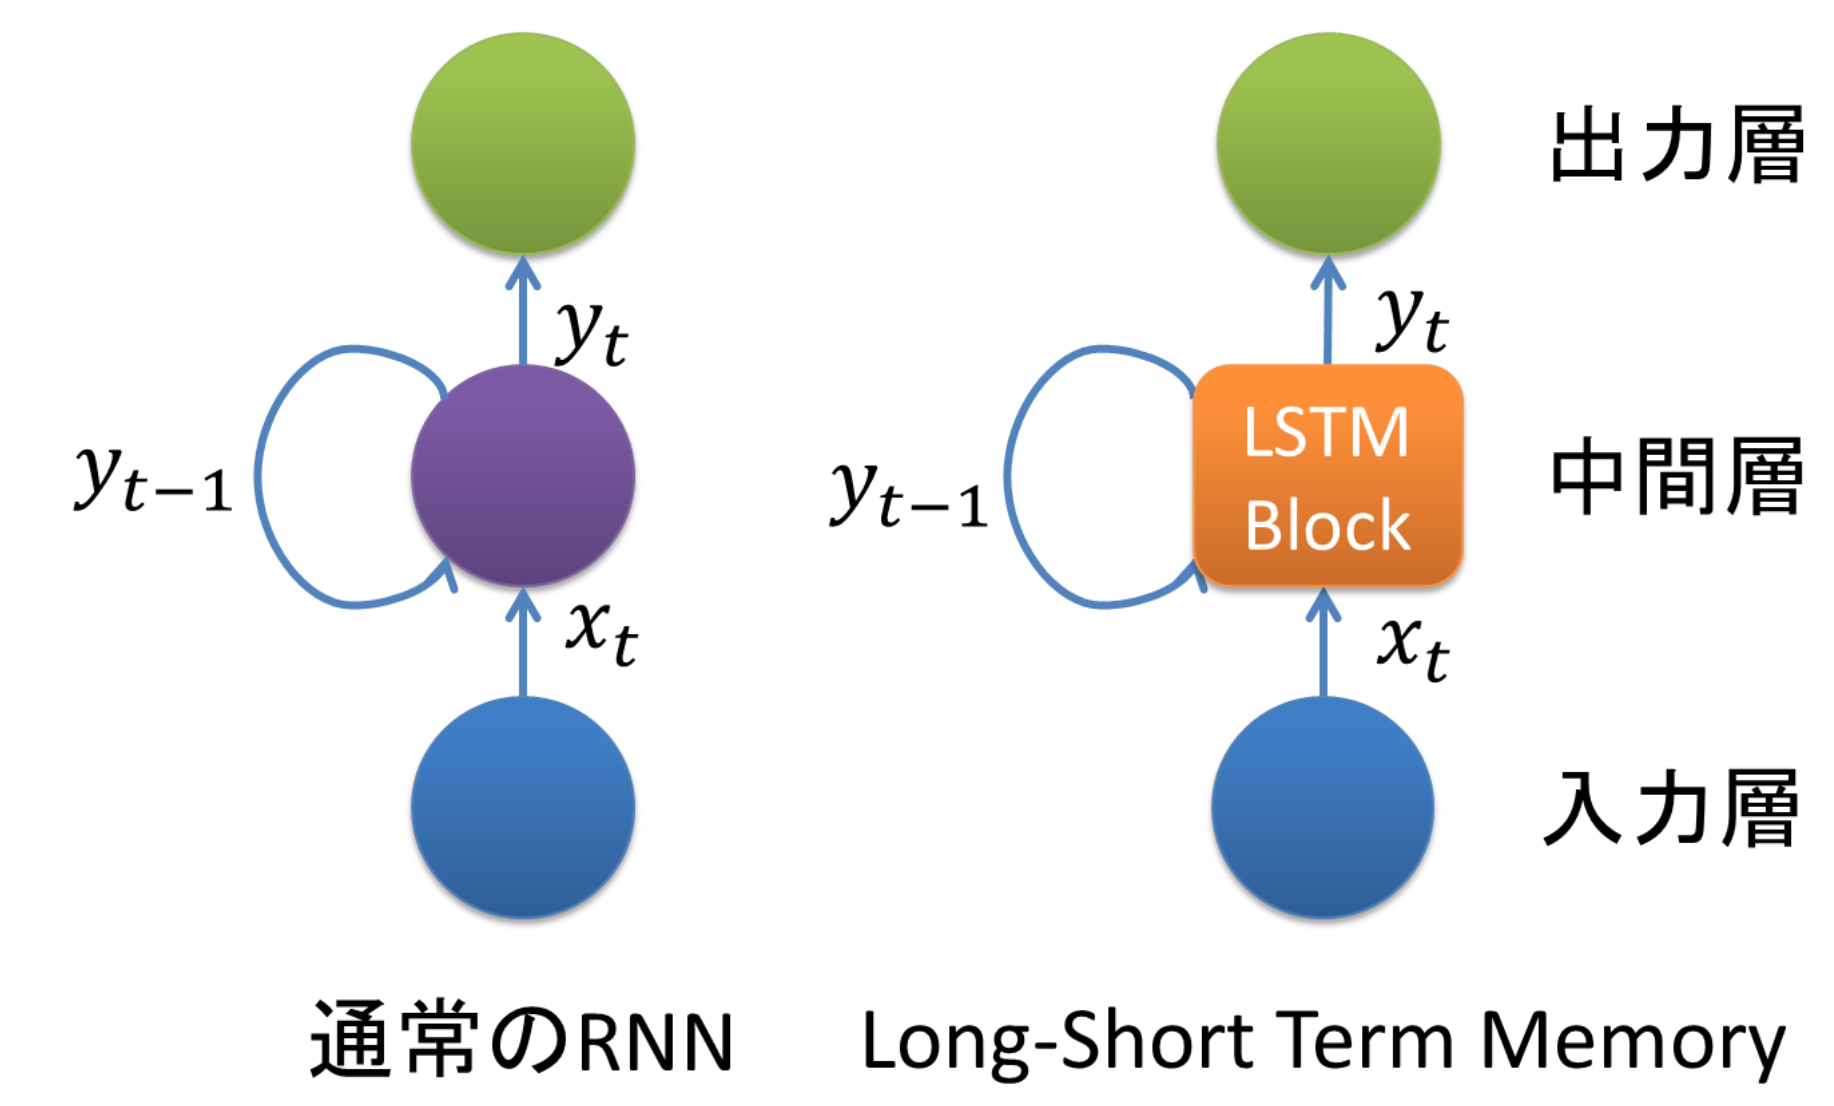 出力層
y_t
y_t
y_{t-1}
y_{t-1}
LSTM
Block
中間層
x_t
x_t
入力層
通常のRNN
Long-Short Term Memory